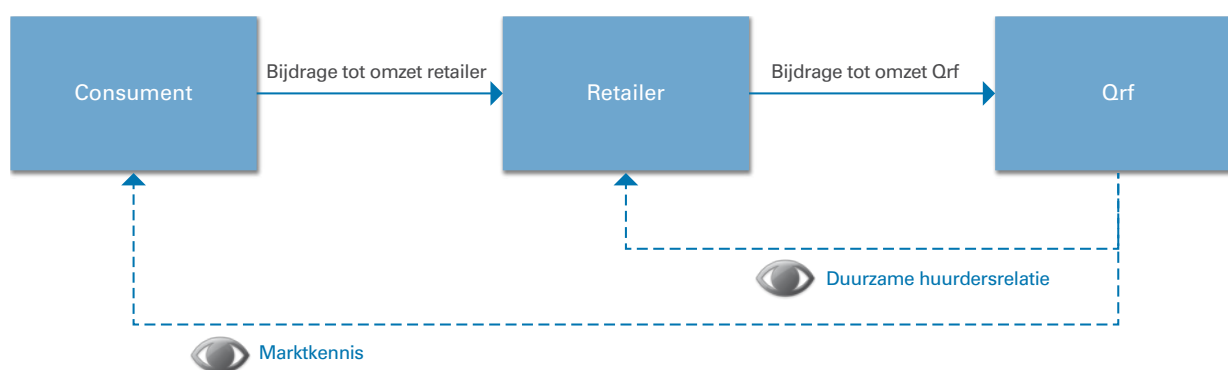 Consument
Bijdrage tot omzet retailer
Retailer
Bijdrage tot omzet Qrf
Qrf
Duurzame huurdersrelatie
Marktkennis